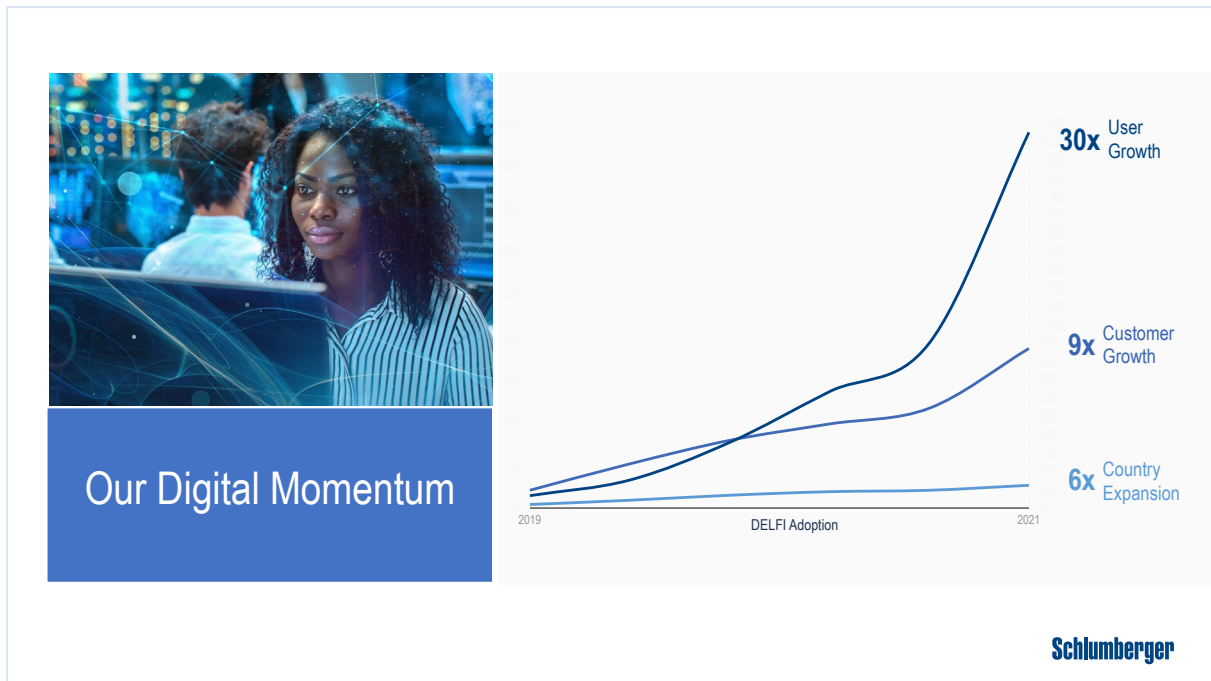 Our Digital Momentum
30x
User
Growth
9x
Customer
Growth
6x
Country
Expansion
2019
DELFI Adoption
2021
Schlumberger